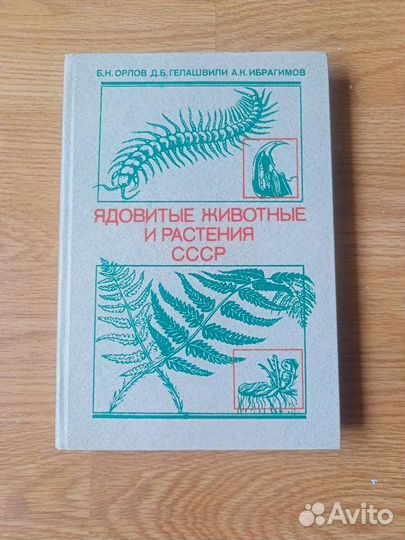 Б.Н. ОРЛОВ Д.Б. ГЕЛАШВИЛИ А.К. ИБРАГИМОВ
ЯДОВИТЫЕ ЖИВОТНЫЕ
И РАСТЕНИЯ
СССР
Avito